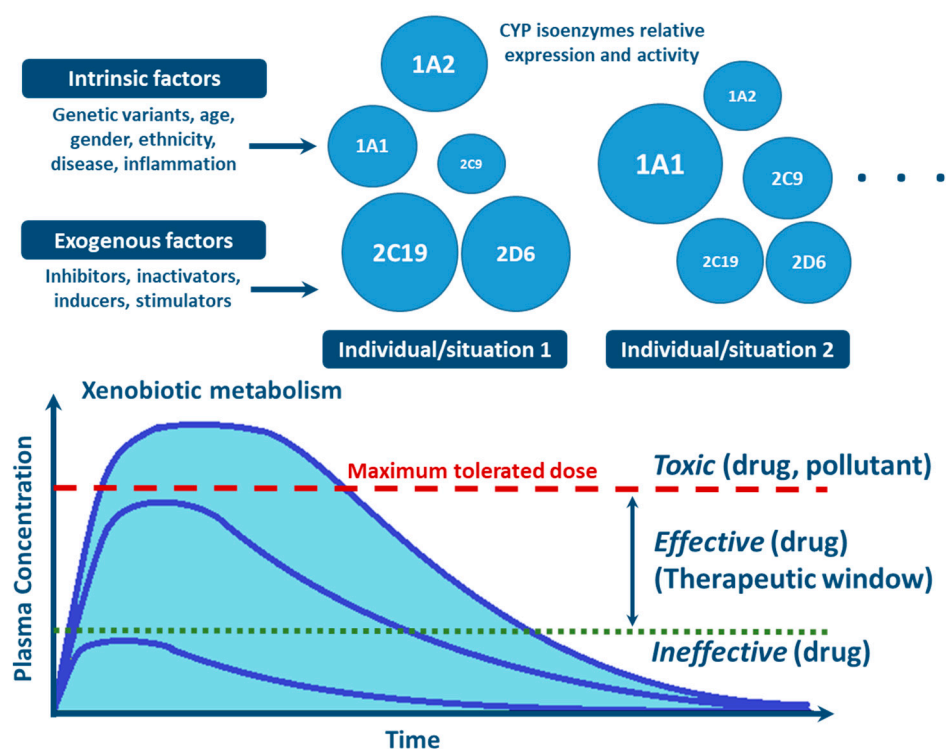 CYP isoenzymes relative
expression and activity
Intrinsic factors
Genetic variants, age,
gender, ethnicity,
disease, inflammation
Exogenous factors
Inhibitors, inactivators,
inducers, stimulators
1A2
1A1
2C9
2C19
2D6
Individual/situation 1
1A2
1A1
2C9
2C19
2D6
. . .
Individual/situation 2
Xenobiotic metabolism
Plasma Concentration
Maximum tolerated dose
Toxic (drug, pollutant)
Effective (drug)
(Therapeutic window)
Ineffective (drug)
Time